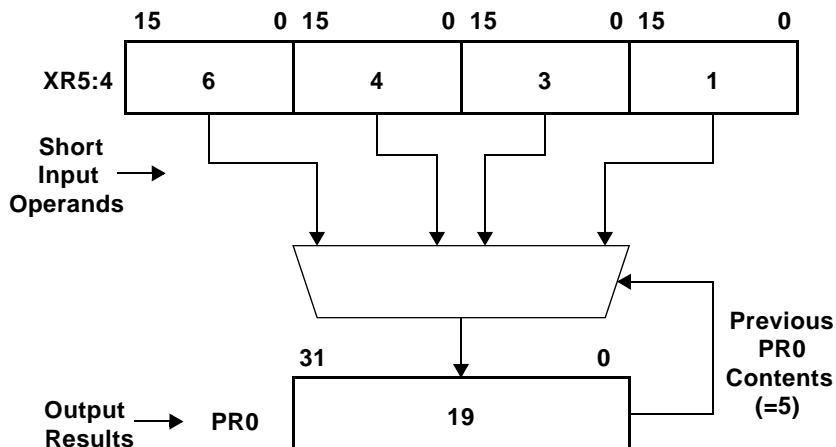 15 0 15 0 15 0 15 0
XR5:4 6 4 3 1
Short
Input
Operands
Previous
PR0
Contents
(=5)
31 0
Output
Results
PR0 19